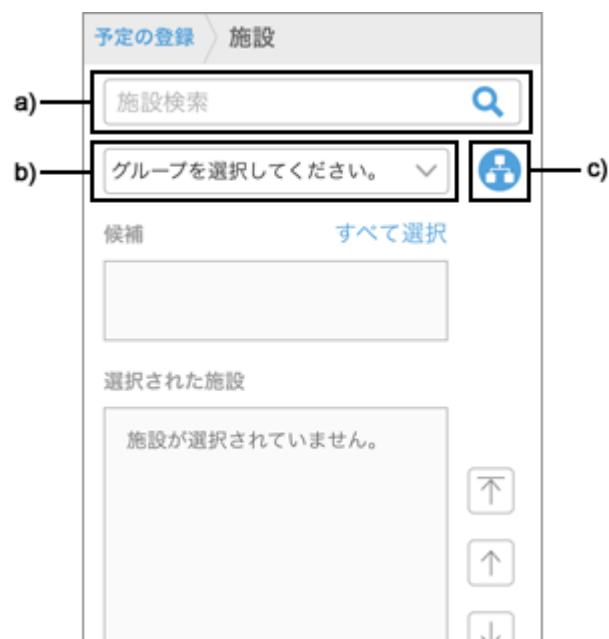 予定の登録 施設
a) 施設検索
b) グループを選択してください。 c)
候補 すべて選択
選択された施設
施設が選択されていません。